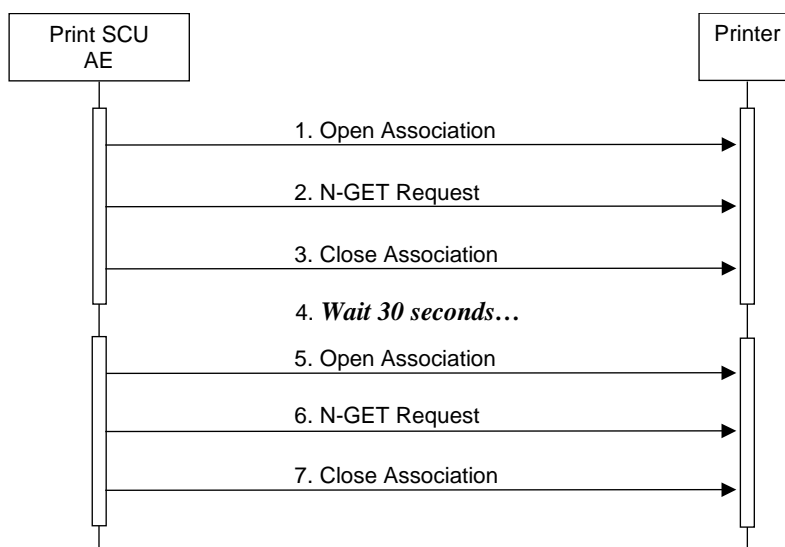 Print SCU
AE
Printer
1. Open Association
2. N-GET Request
3. Close Association
4. Wait 30 seconds…
5. Open Association
6. N-GET Request
7. Close Association